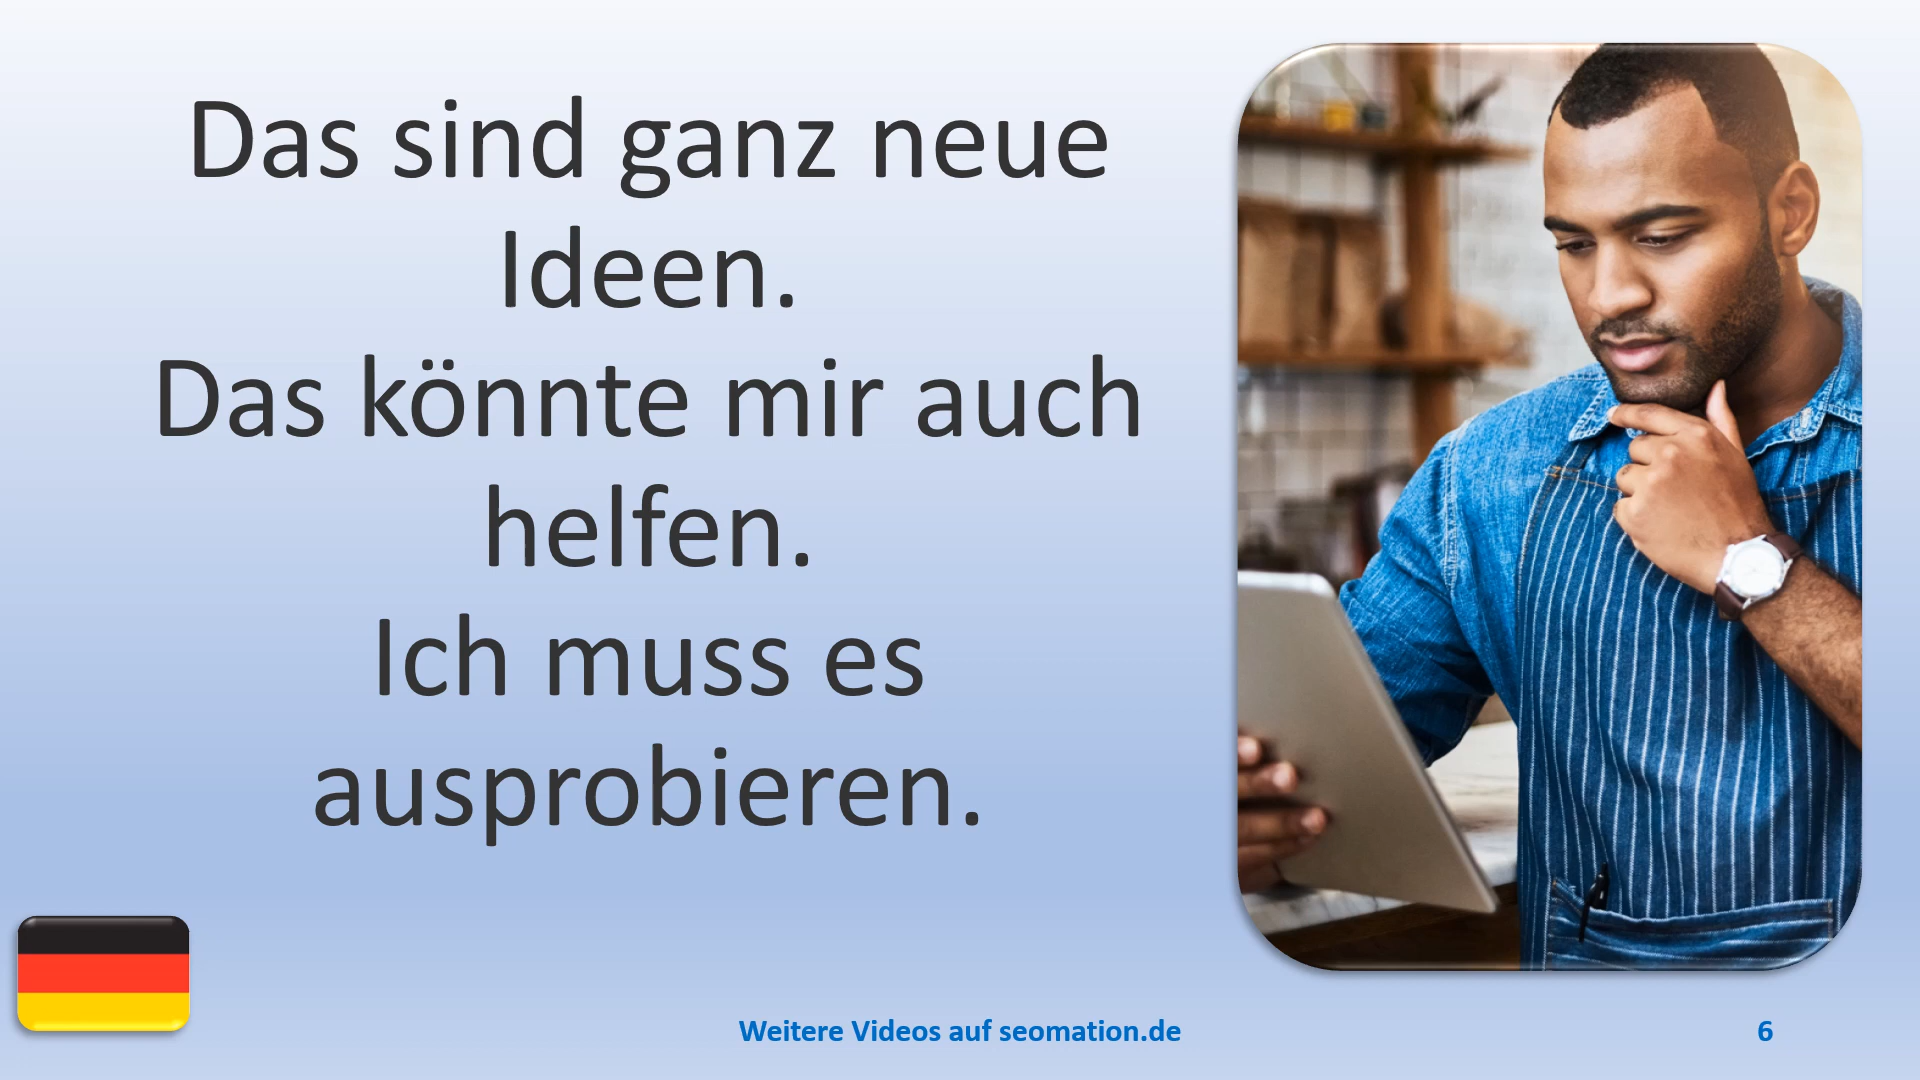 Das sind ganz neue
Ideen.
Das könnte mir auch
helfen.
Ich muss es
ausprobieren.
Weitere Videos auf seomation.de
6